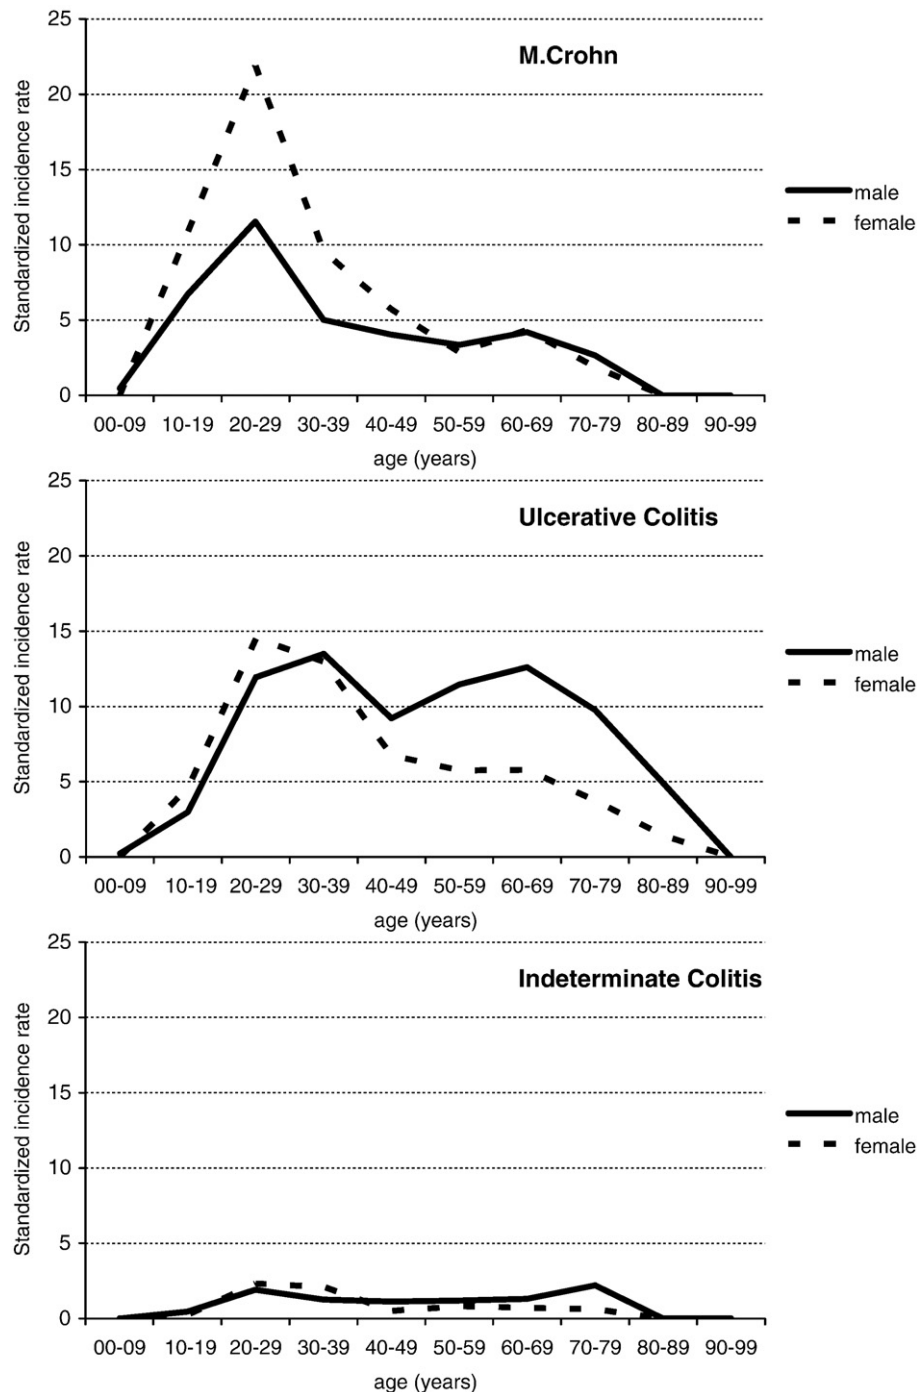 M.Crohn
Standardized incidence rate
25
20
15
10
5
0
male
female
00-09 10-19 20-29 30-39 40-49 50-59 60-69 70-79 80-89 90-99
age (years)
Ulcerative Colitis
Standardized incidence rate
25
20
15
10
5
0
male
female
00-09 10-19 20-29 30-39 40-49 50-59 60-69 70-79 80-89 90-99
age (years)
Indeterminate Colitis
Standardized incidence rate
25
20
15
10
5
0
male
female
00-09 10-19 20-29 30-39 40-49 50-59 60-69 70-79 80-89 90-99
age (years)